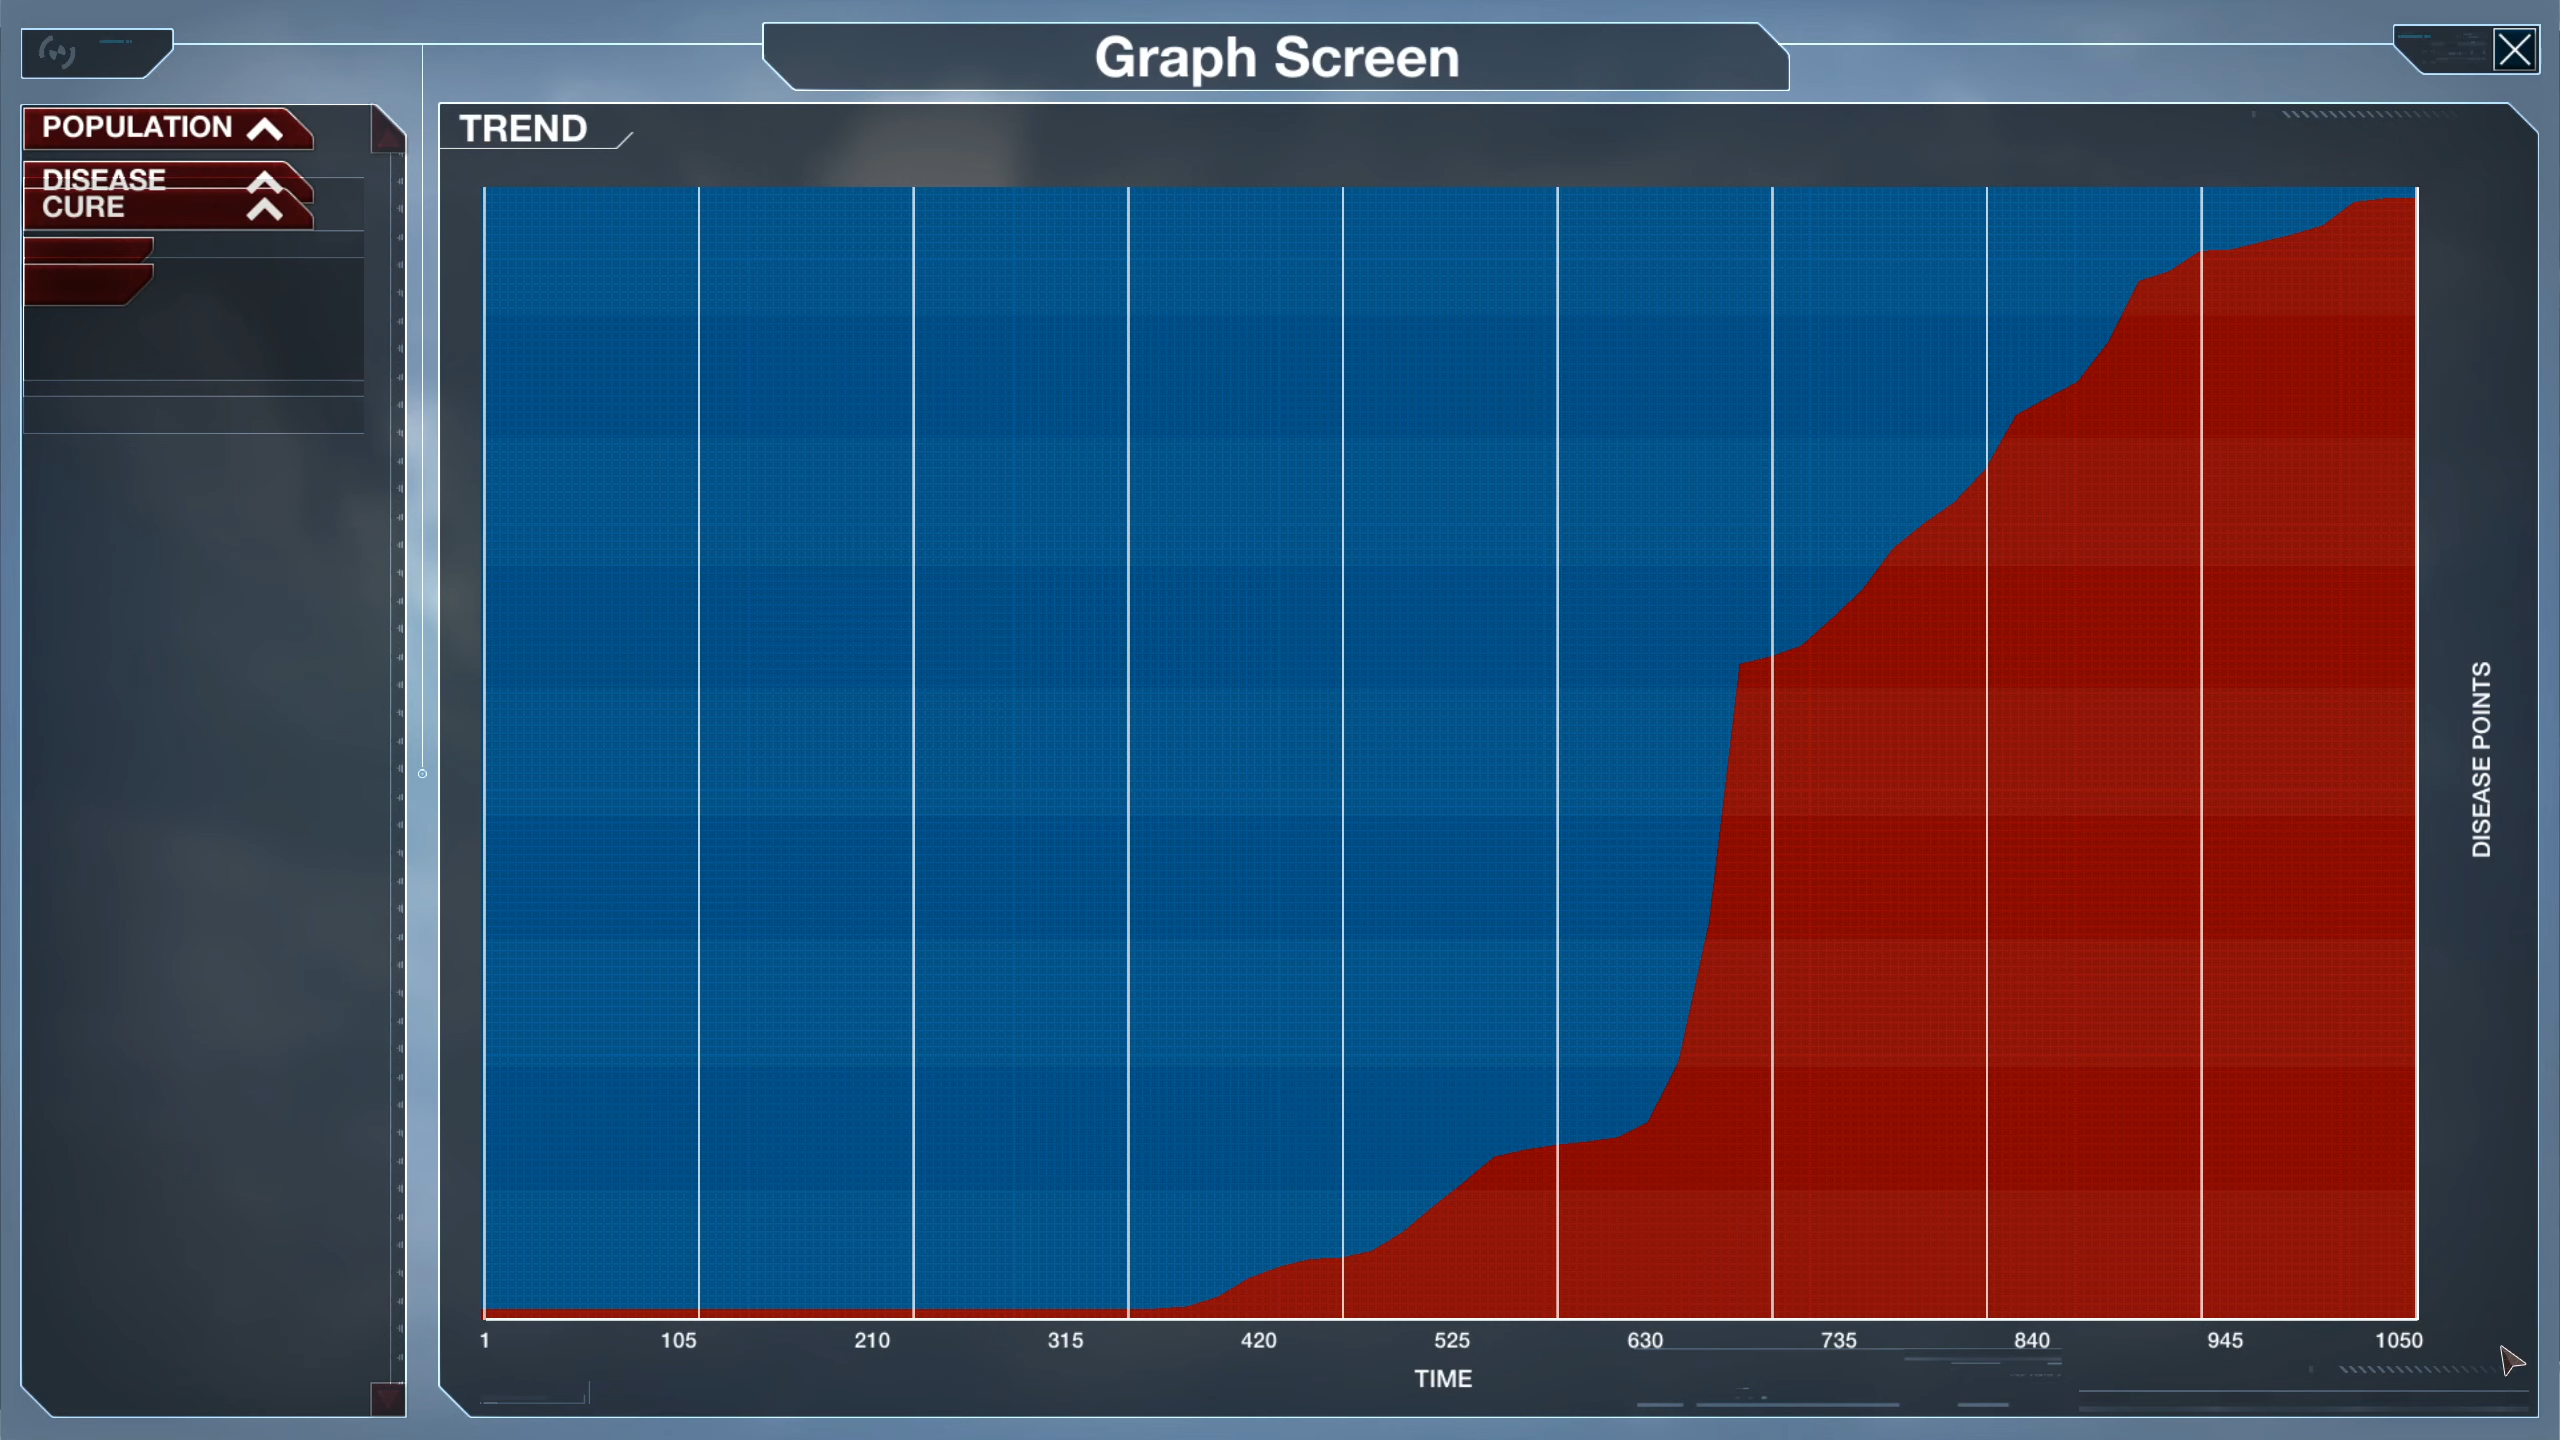 Graph Screen
POPULATION
DISEASE
CURE
TREND
DISEASE POINTS
1 105 210 315 420 525 630 735 840 945 1050
TIME